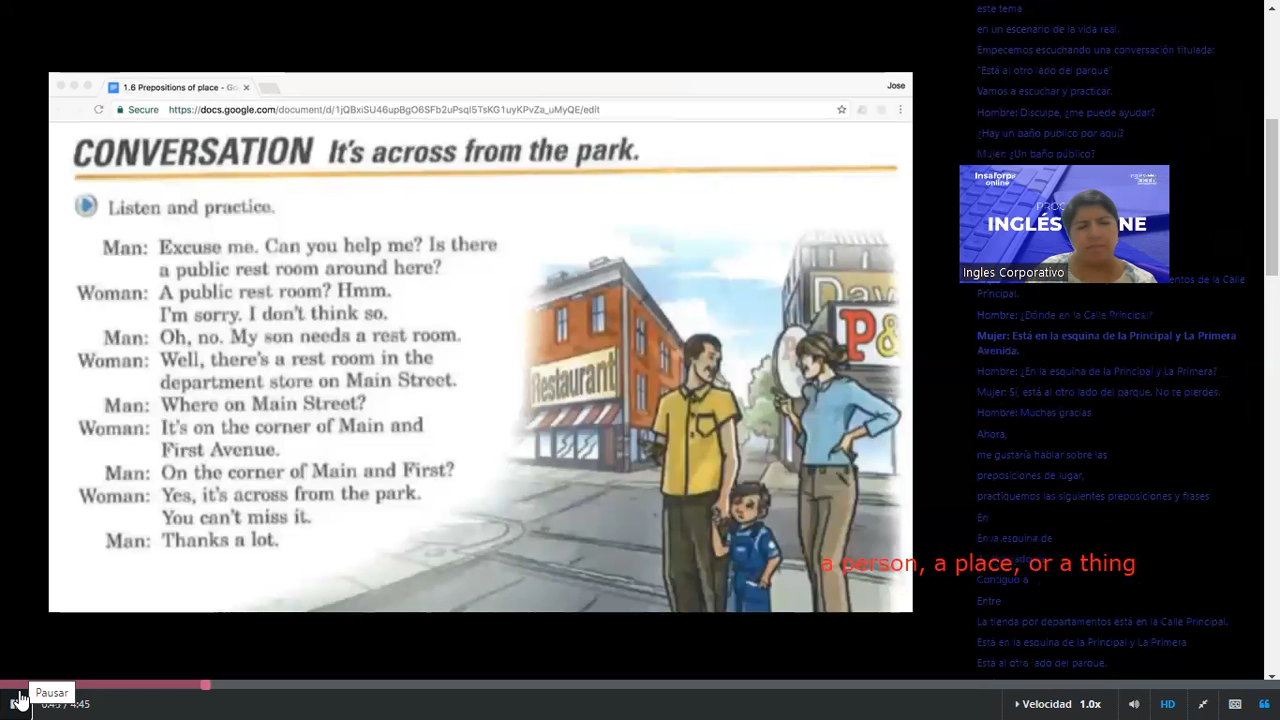 este tema
en un escenario de la vida real.
Empecemos escuchando una conversación titulada:
"Está al otro lado del parque"
Vamos a escuchar y practicar.
Hombre: Disculpe, ¿me puede ayudar?
¿Hay un baño publico por aquí?
Mujer: ¿Un baño público?
1.6 Prepositions of place - G
Jose
Secure
https://docs.google.com/document/d/1jQBxiSU46upBgO6SFb2uPsql5TsKG1uyKPvZa_uMyQE/edit
CONVERSATION It's across from the park.
Listen and practice.
Man: Excuse me. Can you help me? Is there
a public rest room around here?
Woman: A public rest room? Hmm.
I'm sorry. I don't think so.
Man: Oh, no. My son needs a rest room.
Woman: Well, there's a rest room in the
department store on Main Street.
Man: Where on Main Street?
Woman: It's on the corner of Main and
First Avenue.
Man: On the corner of Main and First?
Woman: Yes, it's across from the park.
You can't miss it.
Man: Thanks a lot.
Restaurant
Dav
P&
Insaforp
online
INGLÉS NE
Ingles Corporativo
entos de la Calle
Principal.
Hombre: ¿Dónde en la Calle Principal?
Mujer: Está en la esquina de la Principal y La Primera
Avenida.
Hombre: ¿En la esquina de la Principal y La Primera?
Mujer: Sí, está al otro lado del parque. No te pierdes.
Hombre: Muchas gracias
Ahora,
me gustaría hablar sobre las
preposiciones de lugar,
practiquemos las siguientes preposiciones y frases
En
En la esquina de
a person, a place, or a thing
Contiguo a
Entre
La tienda por departamentos está en la Calle Principal.
Está en la esquina de la Principal y La Primera
Está al otro lado del parque.
Pausar
4:45
Velocidad 1.0x
HD